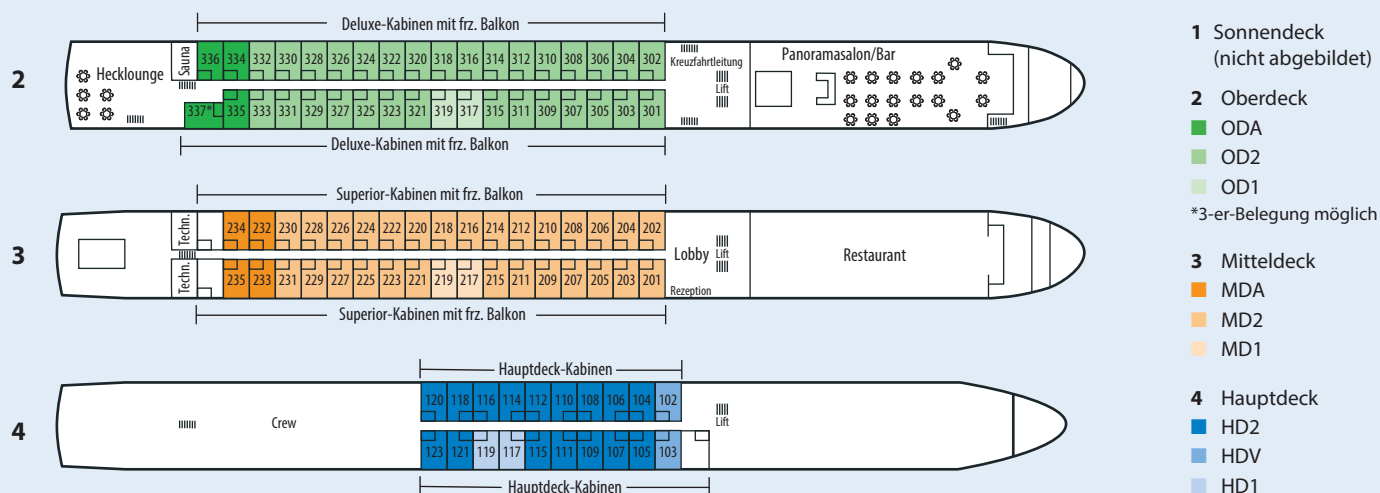 Deluxe-Kabinen mit frz. Balkon
2
Hecklounge
Sauna
336 334 332 330 328 326 324 322 320 318 316 314 312 310 308 306 304 302
337* 335 333 331 329 327 325 323 321 319 317 315 311 309 307 305 303 301
Kreuzfahrtleitung
Lift
Panoramasalon/Bar
Deluxe-Kabinen mit frz. Balkon
Superior-Kabinen mit frz. Balkon
3
Techn.
Techn.
234 232 230 228 226 224 222 220 218 216 214 212 210 208 206 204 202
235 233 231 229 227 225 223 221 219 217 215 211 209 207 205 203 201
Lobby
Lift
Rezeption
Restaurant
Superior-Kabinen mit frz. Balkon
Hauptdeck-Kabinen
4
Crew
120 118 116 114 112 110 108 106 104 102
123 121 119 117 115 111 109 107 105 103
Lift
Hauptdeck-Kabinen
1 Sonnendeck
(nicht abgebildet)
2 Oberdeck
ODA
OD2
OD1
*3-er-Belegung möglich
3 Mitteldeck
MDA
MD2
MD1
4 Hauptdeck
HD2
HDV
HD1